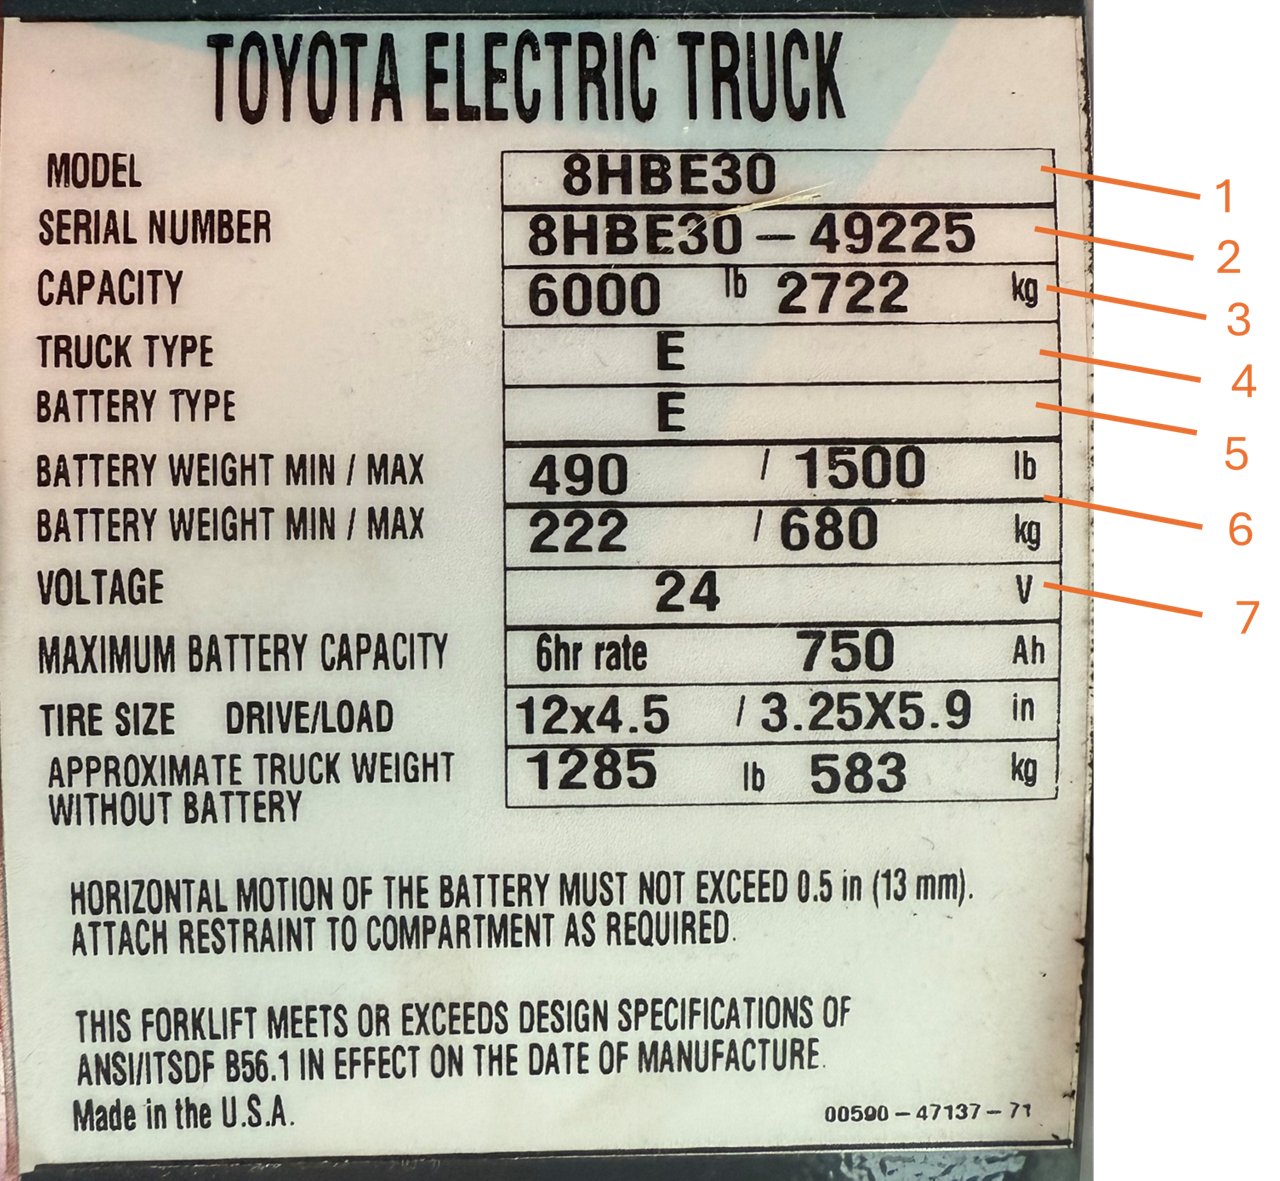 TOYOTA ELECTRIC TRUCK
MODEL 8HBE30 1
SERIAL NUMBER 8HBE30-49225 2
CAPACITY 6000 lb 2722 kg 3
TRUCK TYPE E 4
BATTERY TYPE E 5
BATTERY WEIGHT MIN / MAX 490 / 1500 lb
BATTERY WEIGHT MIN / MAX 222 / 680 kg 6
VOLTAGE 24 V 7
MAXIMUM BATTERY CAPACITY 6hr rate 750 Ah
TIRE SIZE DRIVE/LOAD 12x4.5 / 3.25X5.9 in
APPROXIMATE TRUCK WEIGHT 1285 lb 583 kg
WITHOUT BATTERY
HORIZONTAL MOTION OF THE BATTERY MUST NOT EXCEED 0.5 in (13 mm).
ATTACH RESTRAINT TO COMPARTMENT AS REQUIRED.
THIS FORKLIFT MEETS OR EXCEEDS DESIGN SPECIFICATIONS OF
ANSI/ITSDF B56.1 IN EFFECT ON THE DATE OF MANUFACTURE.
Made in the U.S.A.
00590-47137-71